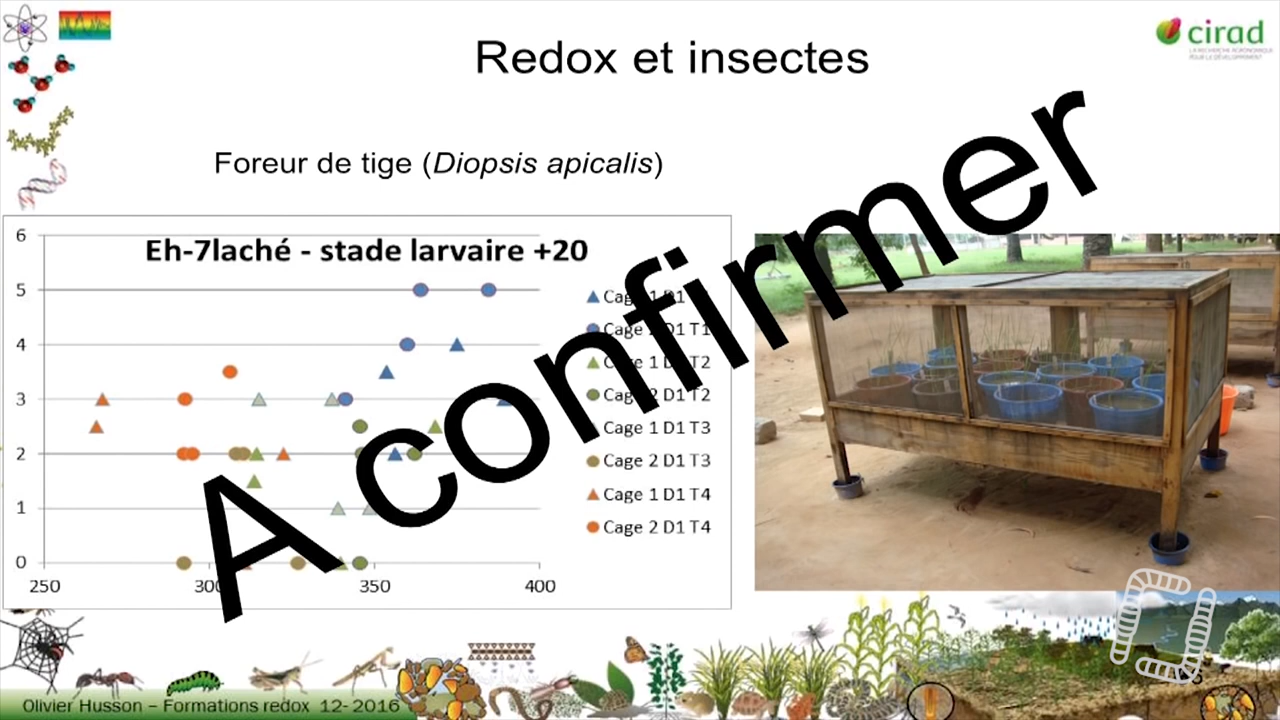 cirad
LA RECHERCHE AGRONOMIQUE
POUR LE DÉVELOPPEMENT
Redox et insectes
Foreur de tige (Diopsis apicalis)
A confirmer
Eh-7laché - stade larvaire +20
6
5
4
3
2
1
0
250
300
350
400
Cage 1 D1
Cage 2 D1 T1
Cage 1 D1 T2
Cage 2 D1 T2
Cage 1 D1 T3
Cage 2 D1 T3
Cage 1 D1 T4
Cage 2 D1 T4
Olivier Husson – Formations redox 12- 2016